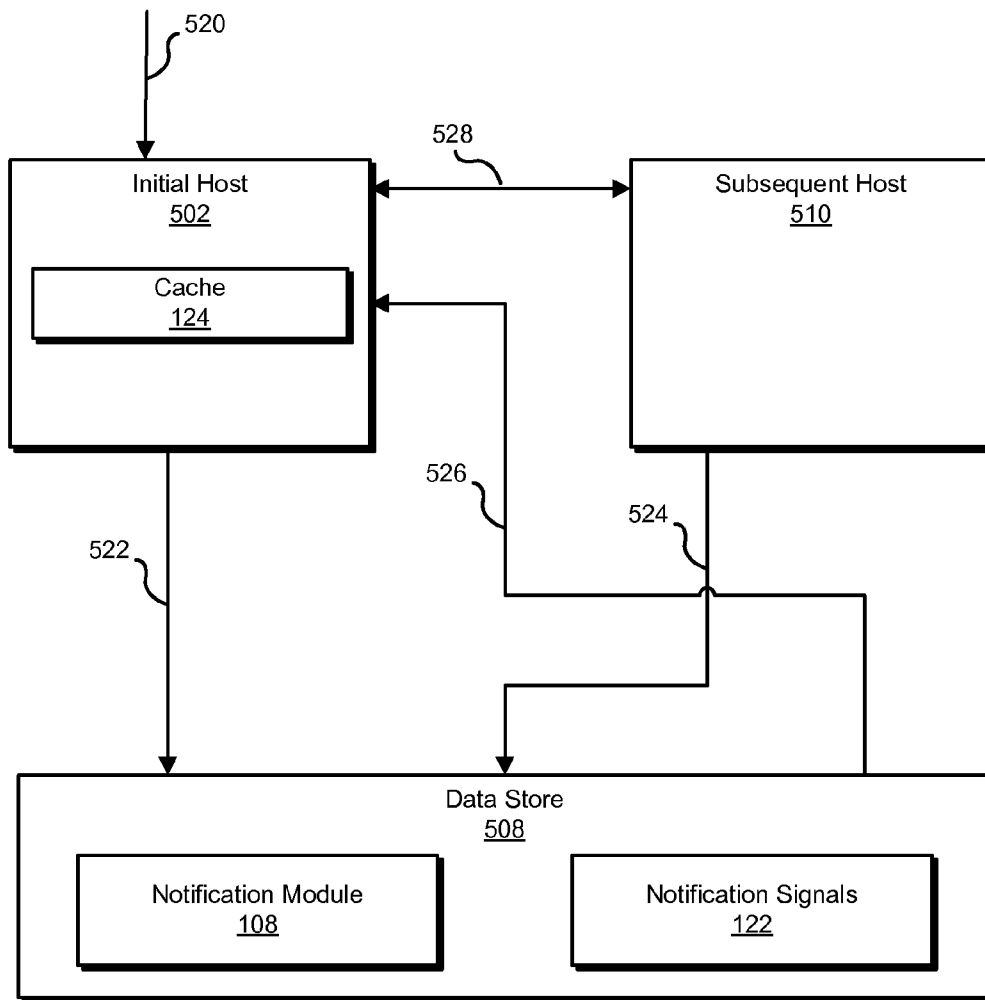 520
528
Initial Host
502
Subsequent Host
510
Cache
124
526
524
522
Data Store
508
Notification Module
108
Notification Signals
122